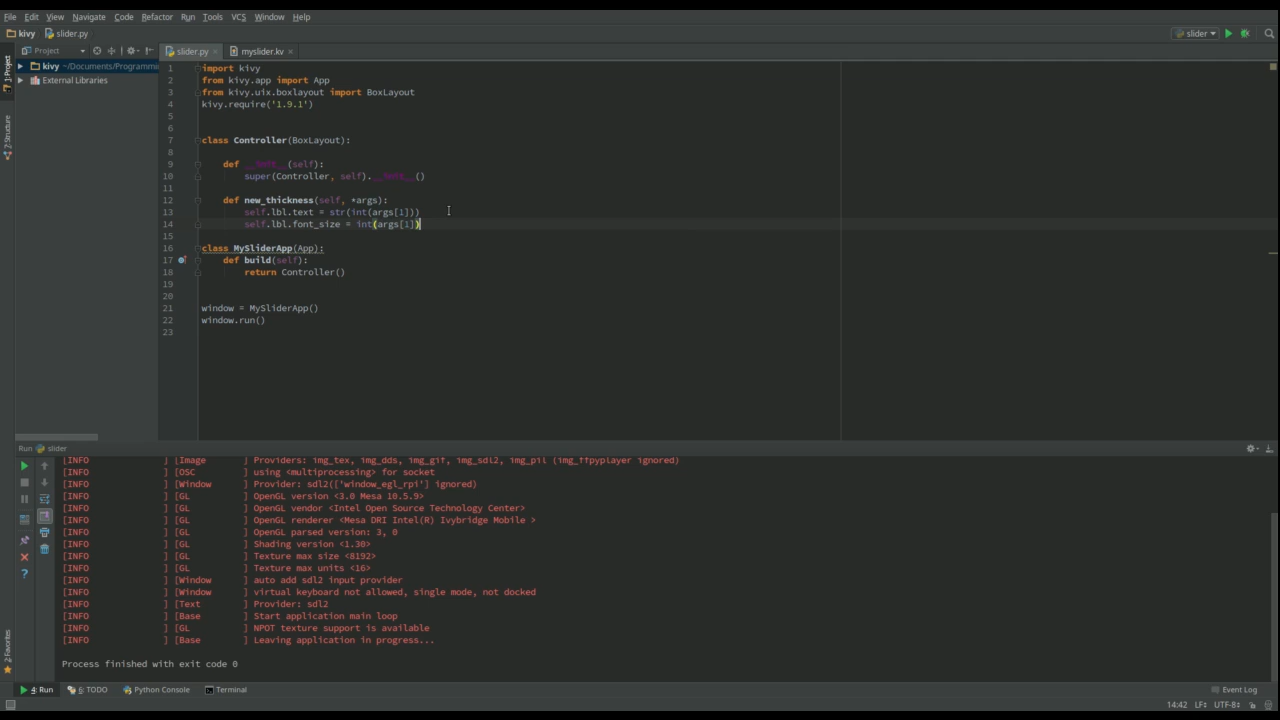 File Edit View Navigate Code Refactor Run Tools VCS Window Help
kivy slider.py slider
Project slider.py myslider.kv
1: Project
kivy ~/Documents/Programmi
External Libraries
Z: Structure
1 import kivy
2 from kivy.app import App
3 from kivy.uix.boxlayout import BoxLayout
4 kivy.require('1.9.1')
5
6
7 class Controller(BoxLayout):
8
9 def __init__(self):
10 super(Controller, self).__init__()
11
12 def new_thickness(self, *args):
13 self.lbl.text = str(int(args[1]))
14 self.lbl.font_size = int(args[1])
15
16 class MySliderApp(App):
17 def build(self):
18 return Controller()
19
20
21 window = MySliderApp()
22 window.run()
23
Run slider
[INFO ] [Image ] Providers: img_tex, img_dds, img_gif, img_sdl2, img_pil (img_ffpyplayer ignored)
[INFO ] [OSC ] using <multiprocessing> for socket
[INFO ] [Window ] Provider: sdl2(['window_egl_rpi'] ignored)
[INFO ] [GL ] OpenGL version <3.0 Mesa 10.5.9>
[INFO ] [GL ] OpenGL vendor <Intel Open Source Technology Center>
[INFO ] [GL ] OpenGL renderer <Mesa DRI Intel(R) Ivybridge Mobile >
[INFO ] [GL ] OpenGL parsed version: 3, 0
[INFO ] [GL ] Shading version <1.30>
[INFO ] [GL ] Texture max size <8192>
[INFO ] [GL ] Texture max units <16>
[INFO ] [Window ] auto add sdl2 input provider
[INFO ] [Window ] virtual keyboard not allowed, single mode, not docked
[INFO ] [Text ] Provider: sdl2
[INFO ] [Base ] Start application main loop
[INFO ] [GL ] NPOT texture support is available
[INFO ] [Base ] Leaving application in progress...
Process finished with exit code 0
2: Favorites
4: Run 6: TODO Python Console Terminal Event Log
14:42 LF UTF-8